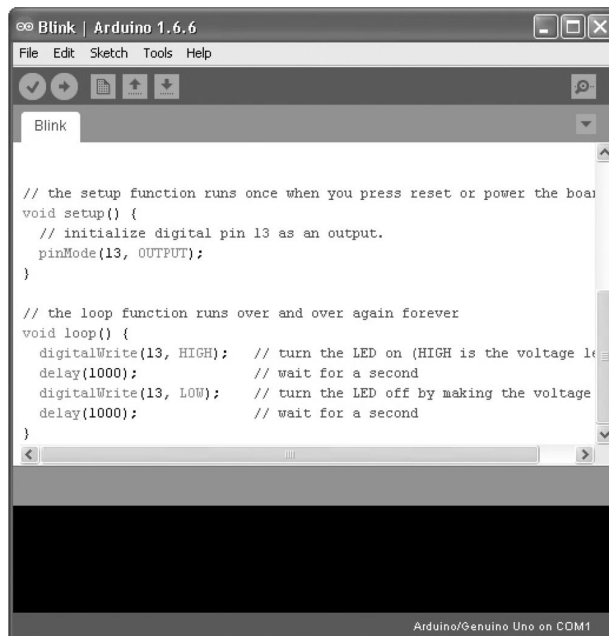 Blink | Arduino 1.6.6
File Edit Sketch Tools Help
Blink
// the setup function runs once when you press reset or power the boar
void setup() {
  // initialize digital pin 13 as an output.
  pinMode(13, OUTPUT);
}
// the loop function runs over and over again forever
void loop() {
  digitalWrite(13, HIGH);   // turn the LED on (HIGH is the voltage le
  delay(1000);              // wait for a second
  digitalWrite(13, LOW);    // turn the LED off by making the voltage
  delay(1000);              // wait for a second
}
Arduino/Genuino Uno on COM1